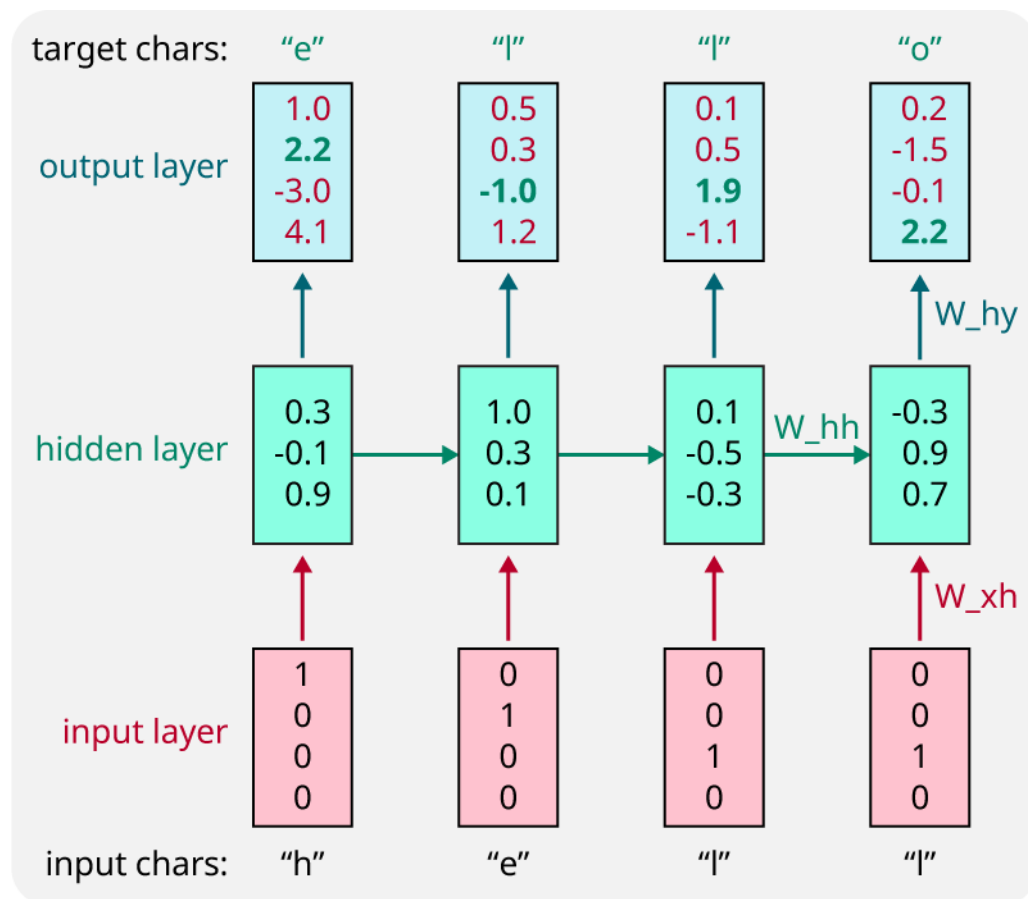 target chars: “e” “l” “l” “o”
1.0 0.5 0.1 0.2
2.2 0.3 0.5 -1.5
output layer
-3.0 -1.0 1.9 -0.1
4.1 1.2 -1.1 2.2
W_hy
0.3 1.0 0.1 -0.3
W_hh
hidden layer
-0.1 0.3 -0.5 0.9
0.9 0.1 -0.3 0.7
W_xh
1 0 0 0
0 1 0 0
input layer
0 0 1 1
0 0 0 0
input chars: “h” “e” “l” “l”